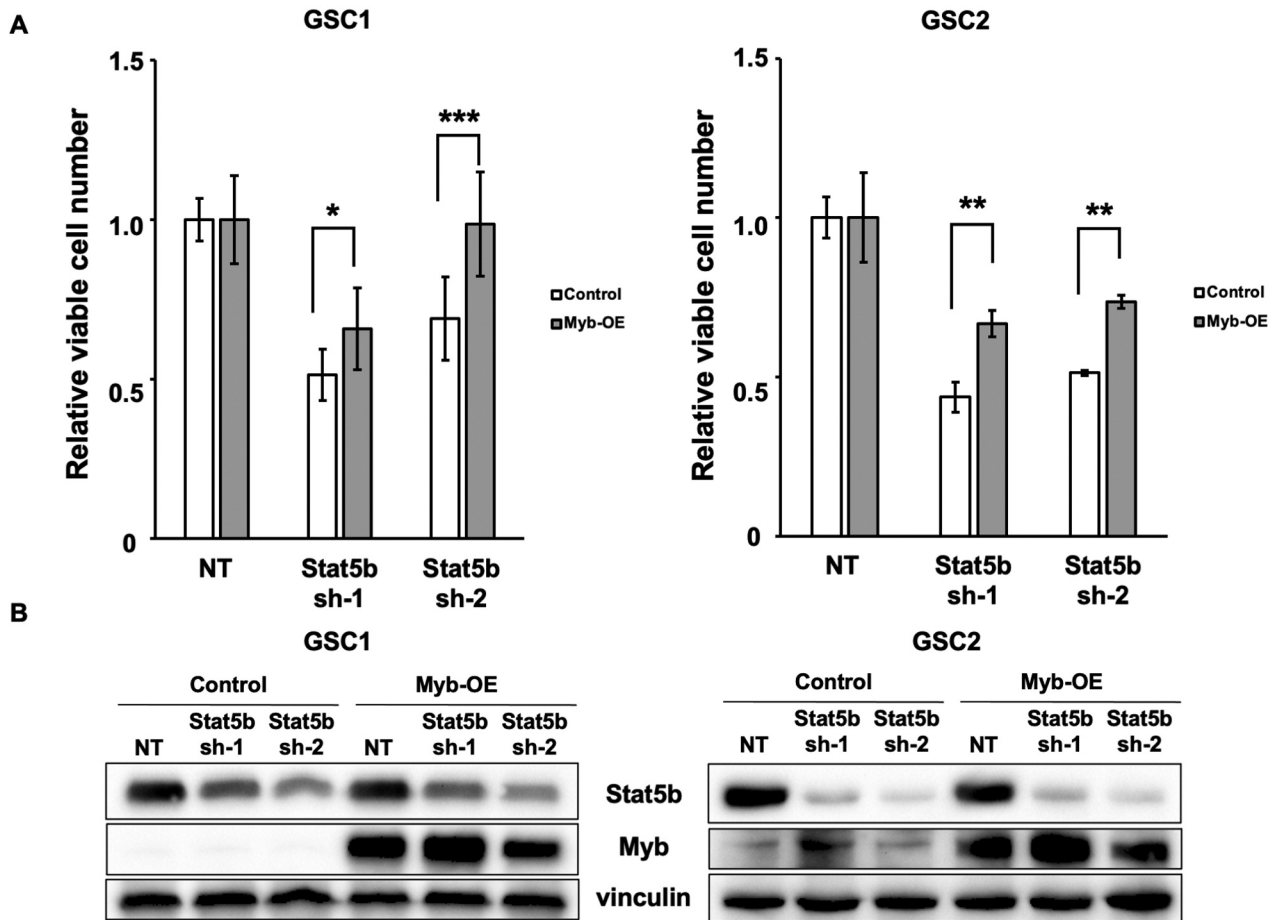 A
GSC1
GSC2
Relative viable cell number
1.5
1.0
0.5
0
*
***
Control
Myb-OE
NT
Stat5b
sh-1
Stat5b
sh-2
Relative viable cell number
1.5
1.0
0.5
0
**
**
Control
Myb-OE
NT
Stat5b
sh-1
Stat5b
sh-2
B
GSC1
GSC2
Control
Myb-OE
NT
Stat5b
sh-1
Stat5b
sh-2
NT
Stat5b
sh-1
Stat5b
sh-2
Control
Myb-OE
NT
Stat5b
sh-1
Stat5b
sh-2
NT
Stat5b
sh-1
Stat5b
sh-2
Stat5b
Myb
vinculin